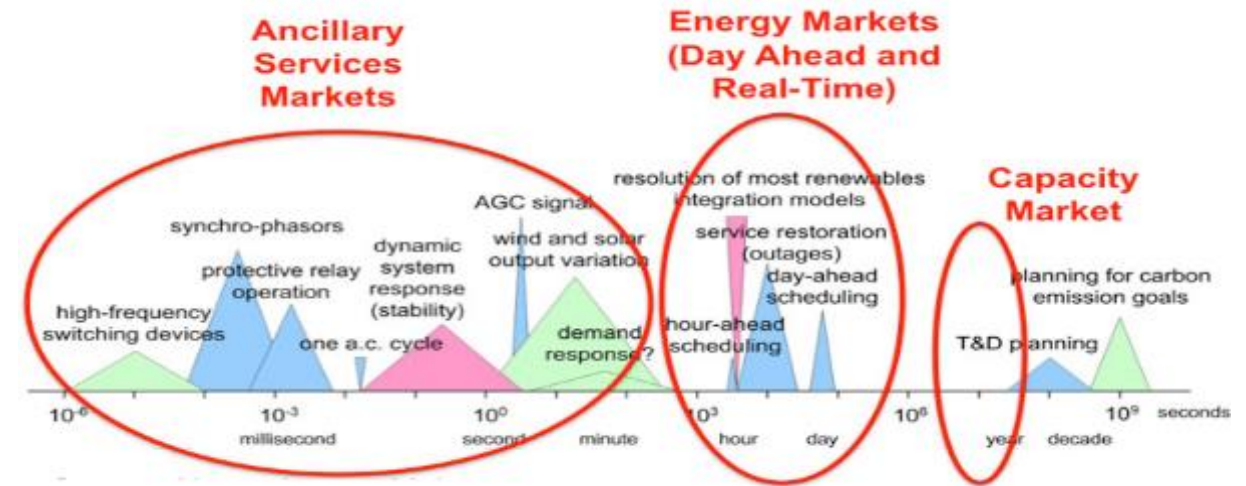 Ancillary
Services
Markets
Energy Markets
(Day Ahead and
Real-Time)
Capacity
Market
resolution of most renewables
integration models
AGC signal
synchro-phasors
wind and solar
output variation
service restoration
(outages)
dynamic
system
response
(stability)
protective relay
operation
day-ahead
scheduling
planning for carbon
emission goals
high-frequency
switching devices
one a.c. cycle
demand
response?
hour-ahead
scheduling
T&D planning
10⁻⁶ 10⁻³ 10⁰ 10³ 10⁶ 10⁹ seconds
millisecond second minute hour day year decade